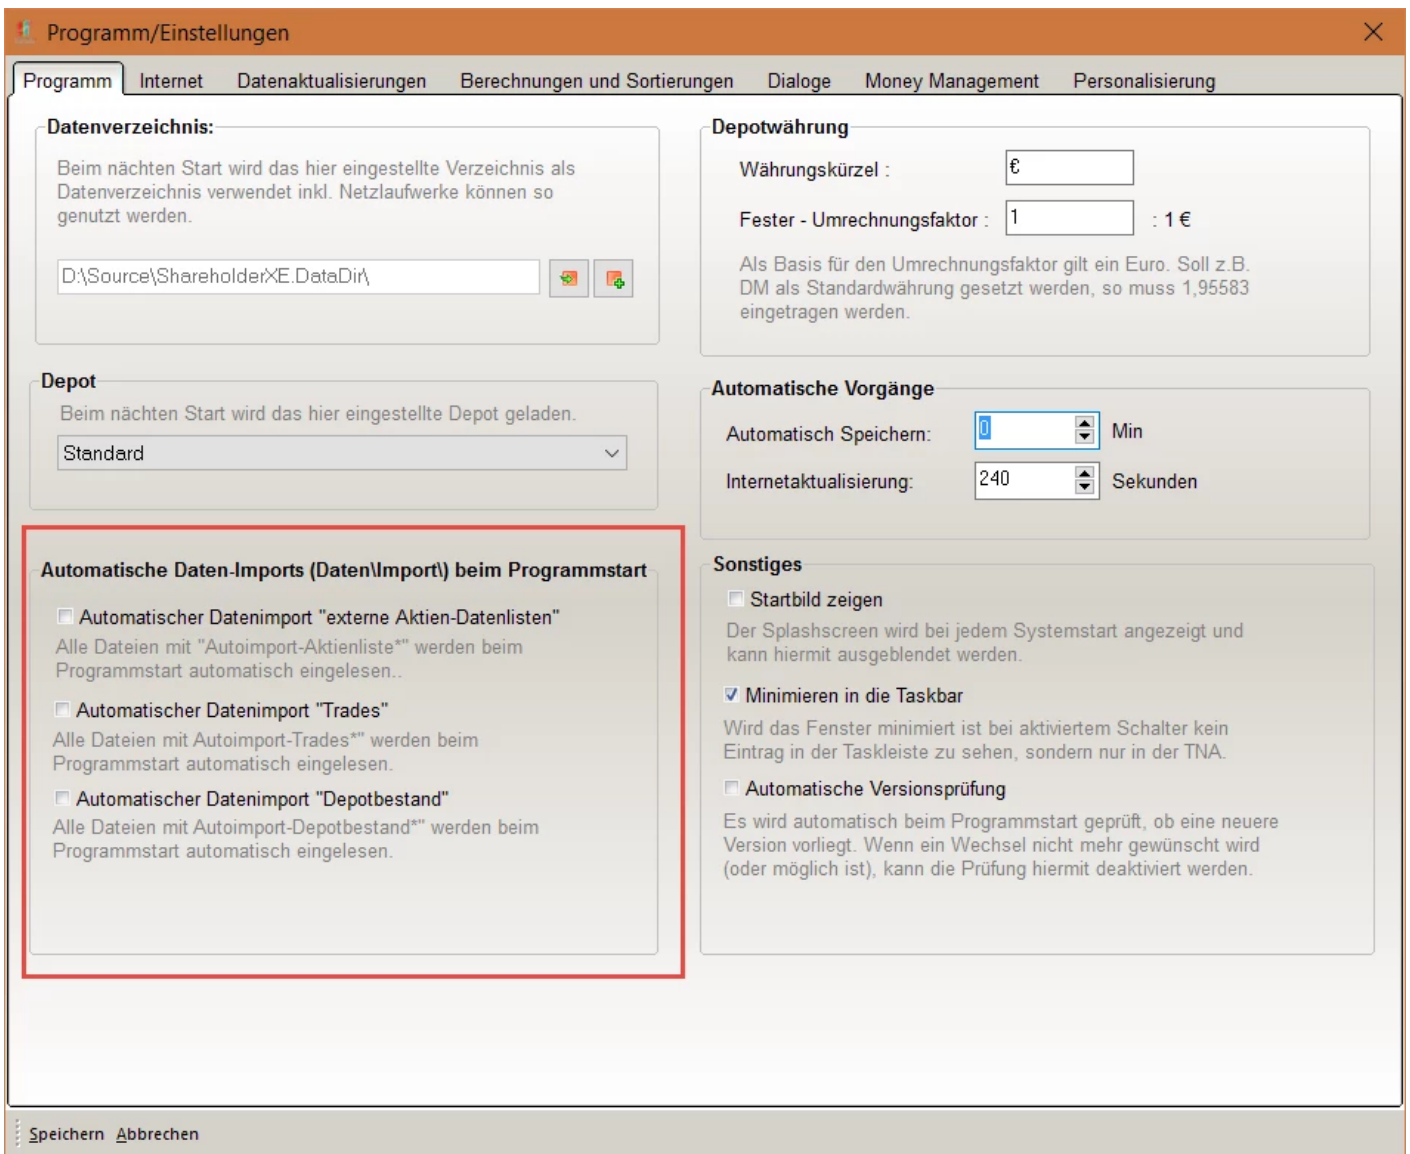 Programm/Einstellungen
Programm Internet Datenaktualisierungen Berechnungen und Sortierungen Dialoge Money Management Personalisierung
Datenverzeichnis:
Beim nächten Start wird das hier eingestellte Verzeichnis als
Datenverzeichnis verwendet inkl. Netzlaufwerke können so
genutzt werden.
D:\Source\ShareholderXE.DataDir\
Depot
Beim nächten Start wird das hier eingestellte Depot geladen.
Standard
Automatische Daten-Imports (Daten\Import\) beim Programmstart
Automatischer Datenimport "externe Aktien-Datenlisten"
Alle Dateien mit "Autoimport-Aktienliste*" werden beim
Programmstart automatisch eingelesen..
Automatischer Datenimport "Trades"
Alle Dateien mit Autoimport-Trades*" werden beim
Programmstart automatisch eingelesen.
Automatischer Datenimport "Depotbestand"
Alle Dateien mit Autoimport-Depotbestand*" werden beim
Programmstart automatisch eingelesen.
Depotwährung
Währungskürzel : €
Fester - Umrechnungsfaktor : 1 : 1 €
Als Basis für den Umrechnungsfaktor gilt ein Euro. Soll z.B.
DM als Standardwährung gesetzt werden, so muss 1,95583
eingetragen werden.
Automatische Vorgänge
Automatisch Speichern: 0 Min
Internetaktualisierung: 240 Sekunden
Sonstiges
Startbild zeigen
Der Splashscreen wird bei jedem Systemstart angezeigt und
kann hiermit ausgeblendet werden.
Minimieren in die Taskbar
Wird das Fenster minimiert ist bei aktiviertem Schalter kein
Eintrag in der Taskleiste zu sehen, sondern nur in der TNA.
Automatische Versionsprüfung
Es wird automatisch beim Programmstart geprüft, ob eine neuere
Version vorliegt. Wenn ein Wechsel nicht mehr gewünscht wird
(oder möglich ist), kann die Prüfung hiermit deaktiviert werden.
Speichern Abbrechen